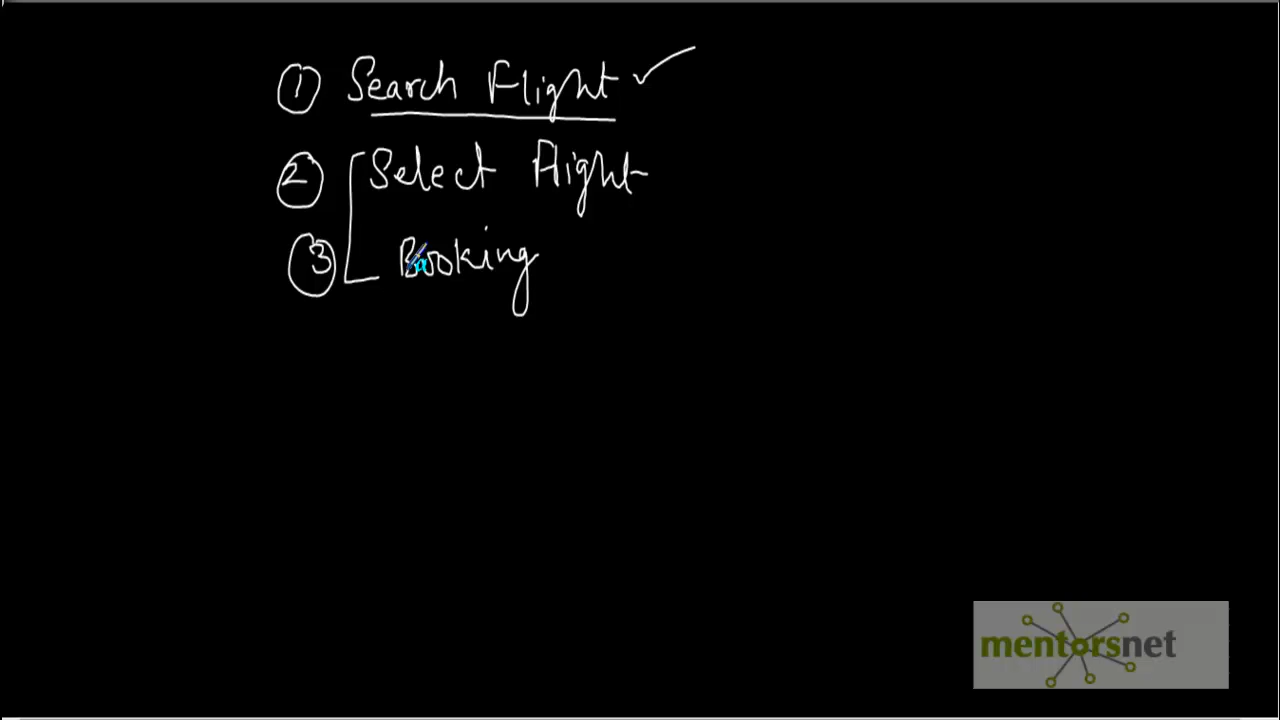 ① Search Flight ✓
② Select Flight
③ Booking
mentorsnet